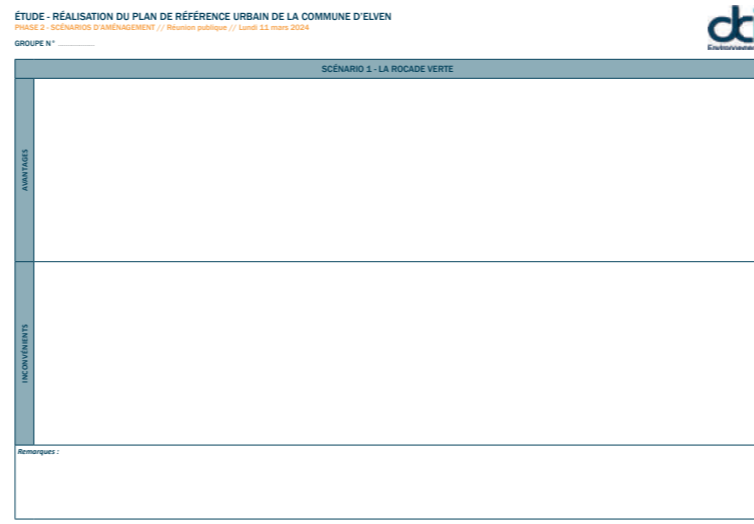 ÉTUDE - RÉALISATION DU PLAN DE RÉFÉRENCE URBAIN DE LA COMMUNE D'ELVEN
PHASE 2 - SCÉNARIOS D'AMÉNAGEMENT // Réunion publique // Lundi 11 mars 2024
GROUPE N° ...............
SCÉNARIO 1 - LA ROCADE VERTE
AVANTAGES
INCONVÉNIENTS
Remarques :